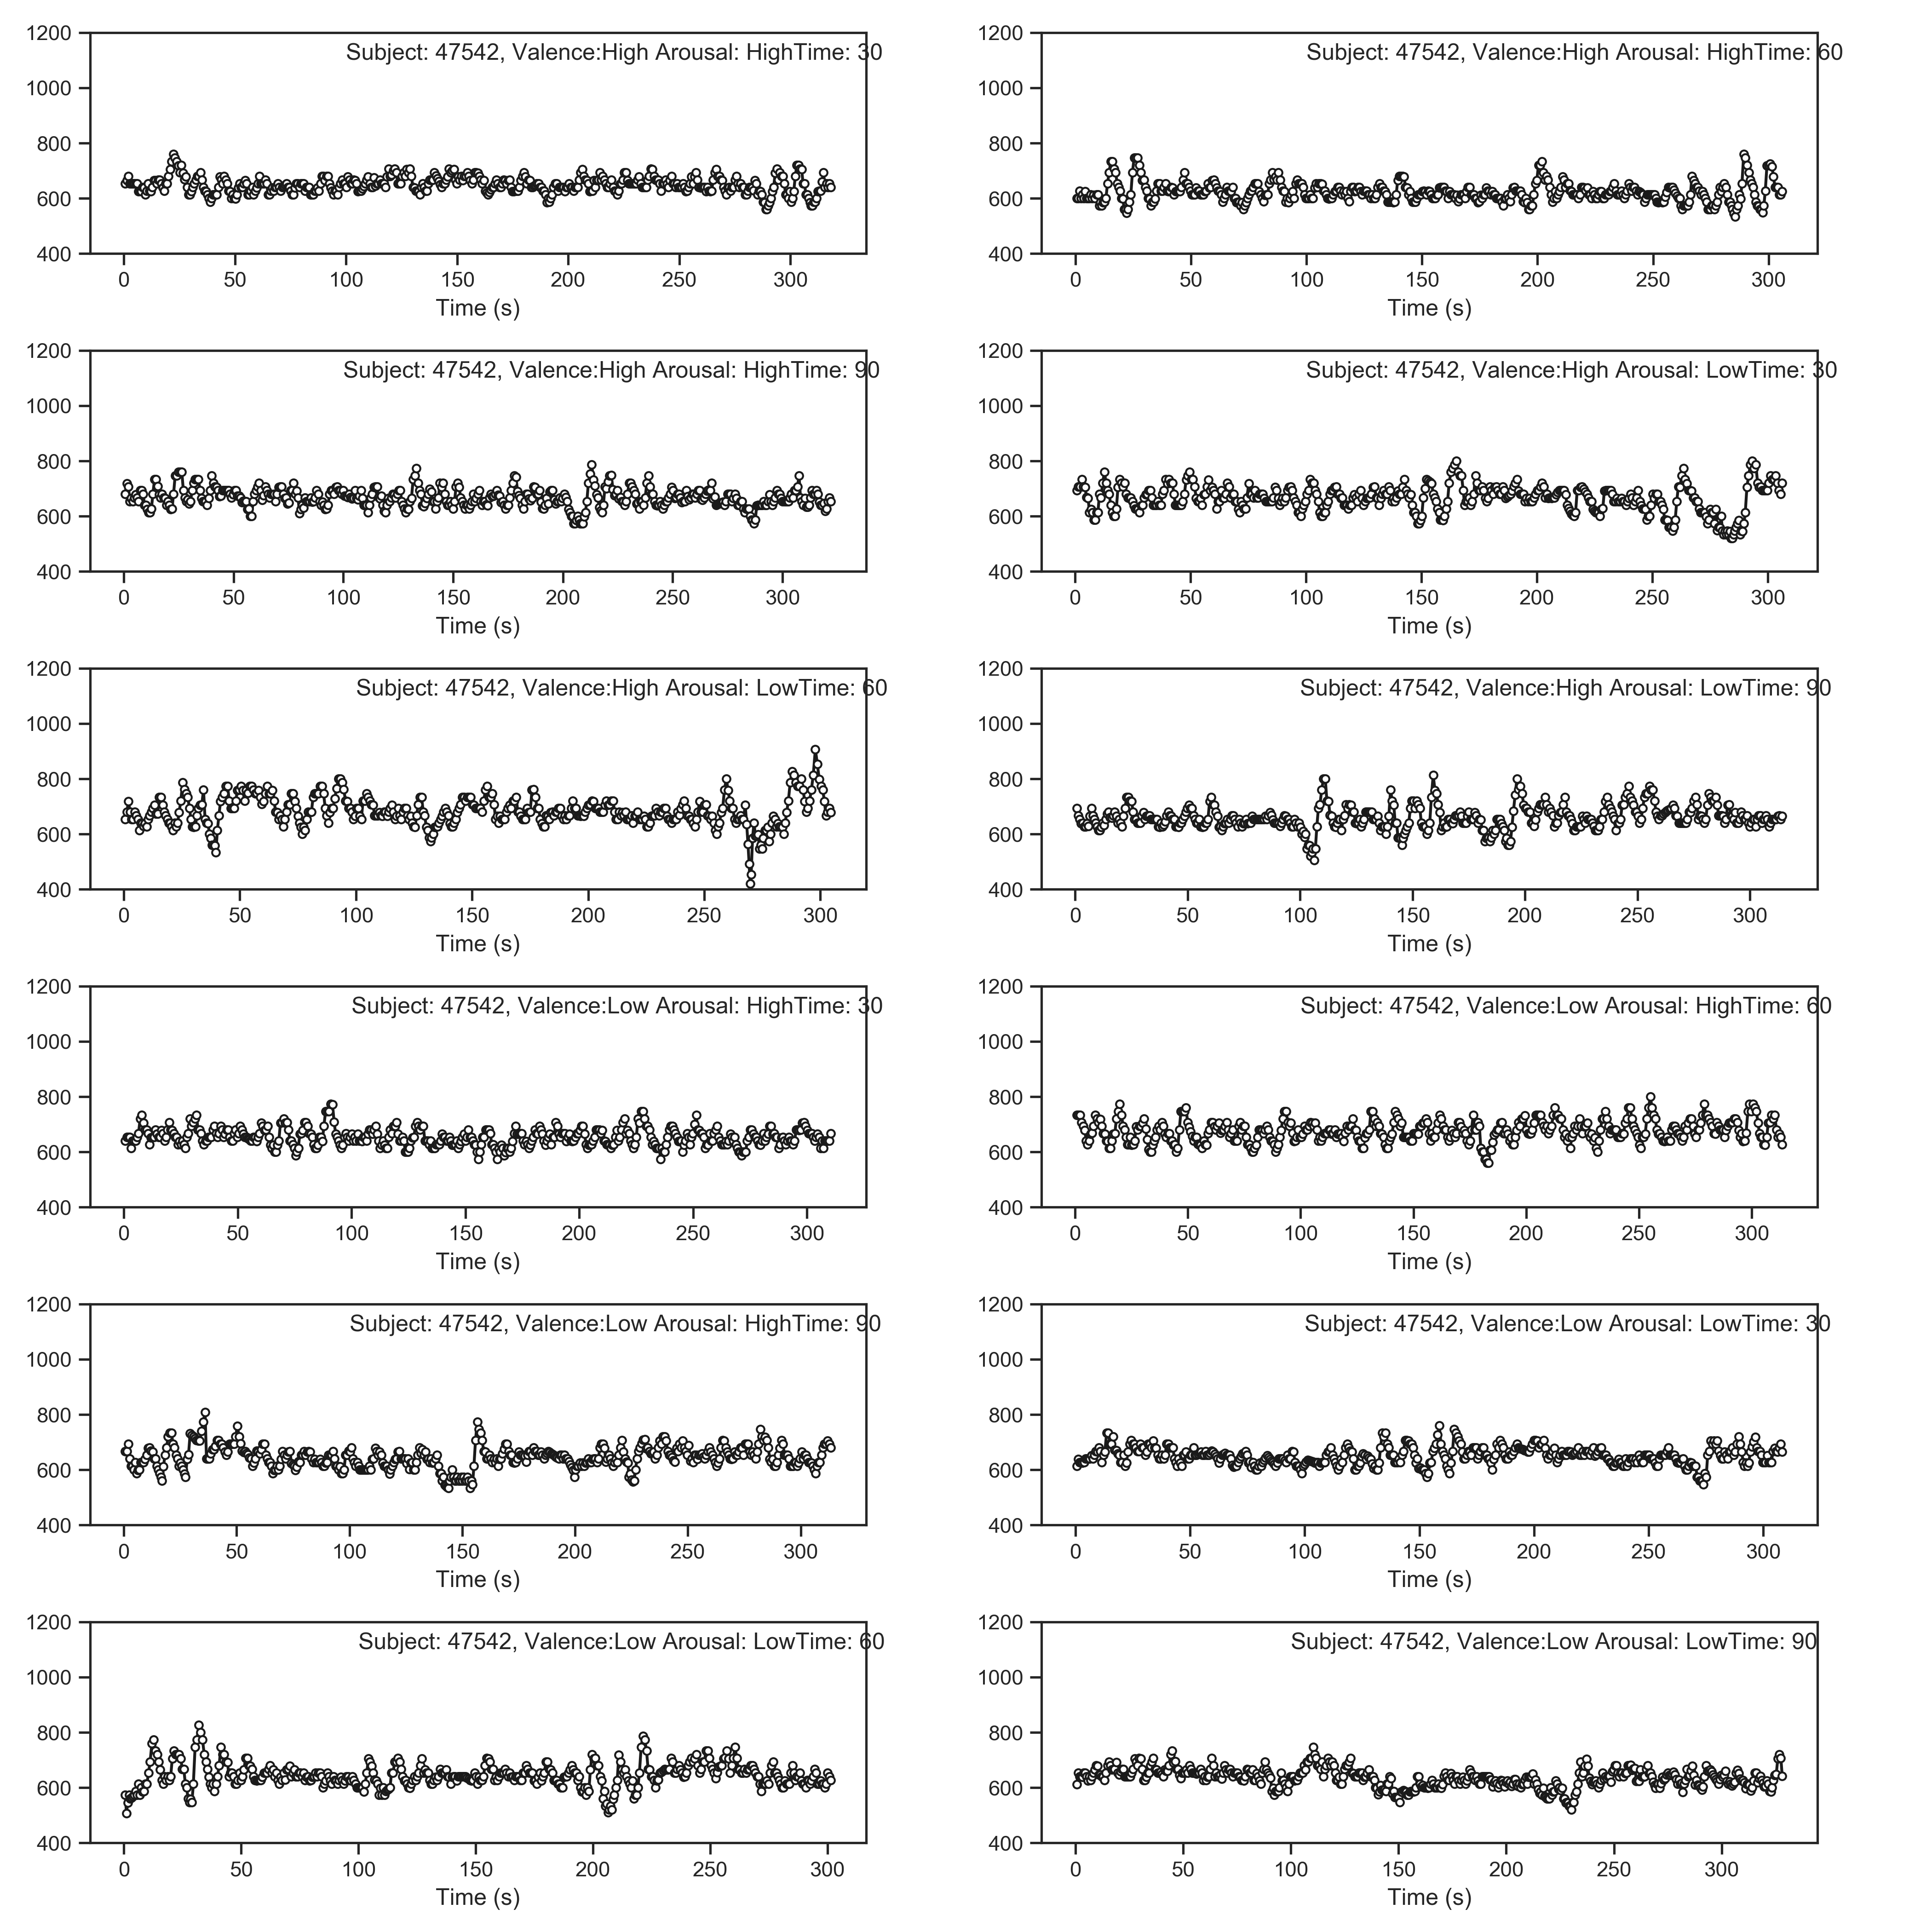 1200
Subject: 47542, Valence:High Arousal: HighTime: 30
1000
800
600
400
0 50 100 150 200 250 300
Time (s)
1200
Subject: 47542, Valence:High Arousal: HighTime: 60
1000
800
600
400
0 50 100 150 200 250 300
Time (s)
1200
Subject: 47542, Valence:High Arousal: HighTime: 90
1000
800
600
400
0 50 100 150 200 250 300
Time (s)
1200
Subject: 47542, Valence:High Arousal: LowTime: 30
1000
800
600
400
0 50 100 150 200 250 300
Time (s)
1200
Subject: 47542, Valence:High Arousal: LowTime: 60
1000
800
600
400
0 50 100 150 200 250 300
Time (s)
1200
Subject: 47542, Valence:High Arousal: LowTime: 90
1000
800
600
400
0 50 100 150 200 250 300
Time (s)
1200
Subject: 47542, Valence:Low Arousal: HighTime: 30
1000
800
600
400
0 50 100 150 200 250 300
Time (s)
1200
Subject: 47542, Valence:Low Arousal: HighTime: 60
1000
800
600
400
0 50 100 150 200 250 300
Time (s)
1200
Subject: 47542, Valence:Low Arousal: HighTime: 90
1000
800
600
400
0 50 100 150 200 250 300
Time (s)
1200
Subject: 47542, Valence:Low Arousal: LowTime: 30
1000
800
600
400
0 50 100 150 200 250 300
Time (s)
1200
Subject: 47542, Valence:Low Arousal: LowTime: 60
1000
800
600
400
0 50 100 150 200 250 300
Time (s)
1200
Subject: 47542, Valence:Low Arousal: LowTime: 90
1000
800
600
400
0 50 100 150 200 250 300
Time (s)